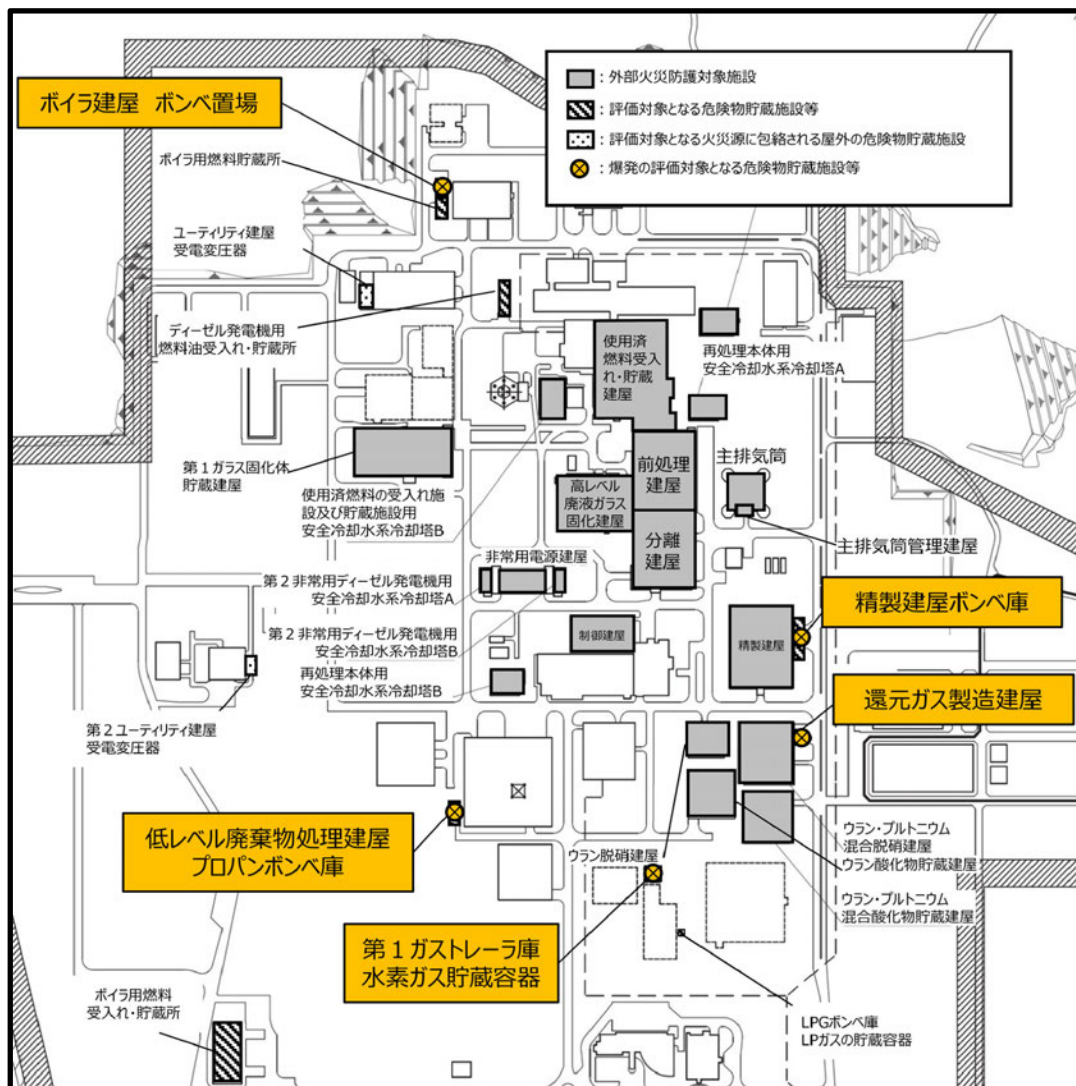 ：外部火災防護対象施設
：評価対象となる危険物貯蔵施設等
：評価対象となる火災源に包絡される屋外の危険物貯蔵施設
：爆発の評価対象となる危険物貯蔵施設等
ボイラ建屋 ボンベ置場
ボイラ用燃料貯蔵所
ユーティリティ建屋
受電変圧器
ディーゼル発電機用
燃料油受入れ・貯蔵所
使用済
燃料受入
れ・貯蔵
建屋
再処理本体用
安全冷却水系冷却塔A
第1ガラス固化体
貯蔵建屋
使用済燃料の受入れ施
設及び貯蔵施設用
安全冷却水系冷却塔B
前処理
建屋
高レベル
廃液ガラス
固化建屋
分離
建屋
主排気筒
主排気筒管理建屋
非常用電源建屋
第2非常用ディーゼル発電機用
安全冷却水系冷却塔A
第2非常用ディーゼル発電機用
安全冷却水系冷却塔B
再処理本体用
安全冷却水系冷却塔B
制御建屋
精製建屋
精製建屋ボンベ庫
還元ガス製造建屋
第2ユーティリティ建屋
受電変圧器
低レベル廃棄物処理建屋
プロパンボンベ庫
ウラン脱硝建屋
ウラン・プルトニウム
混合脱硝建屋
ウラン酸化物貯蔵建屋
ウラン・プルトニウム
混合酸化物貯蔵建屋
第1ガストレーラ庫
水素ガス貯蔵容器
ボイラ用燃料
受入れ・貯蔵所
LPGボンベ庫
LPガスの貯蔵容器